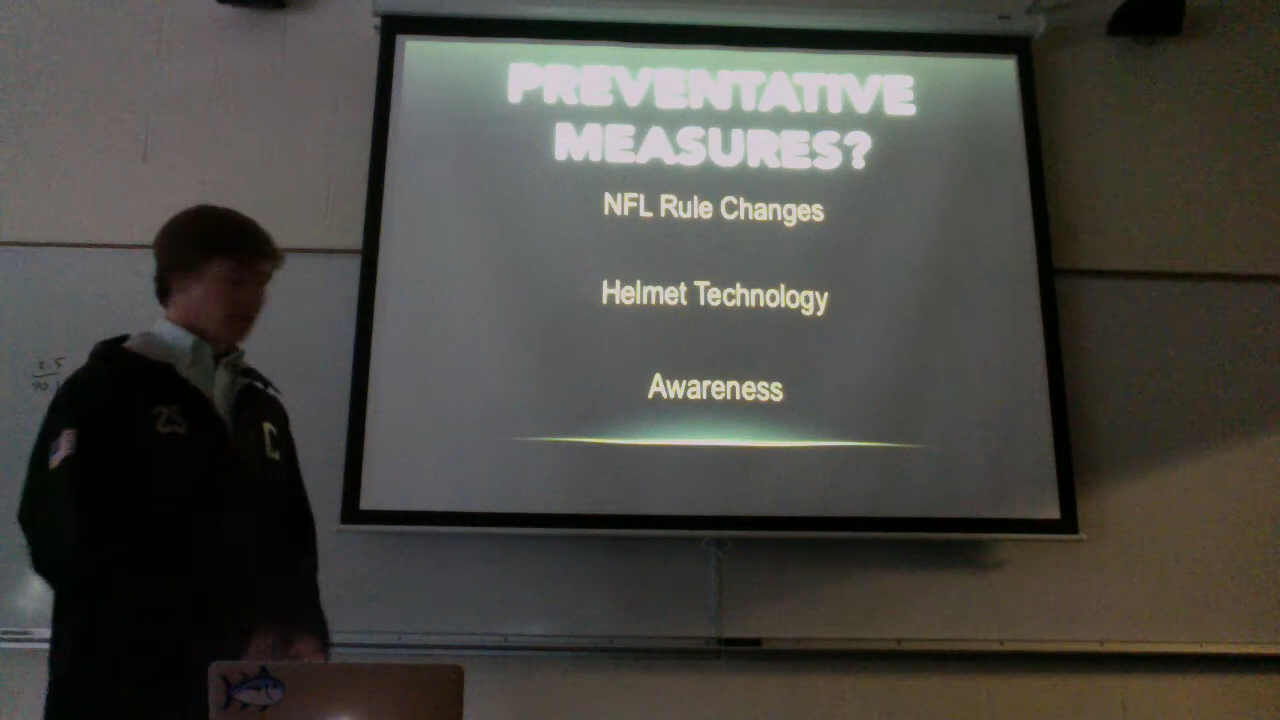 PREVENTATIVE
MEASURES?
NFL Rule Changes
Helmet Technology
Awareness
25
C